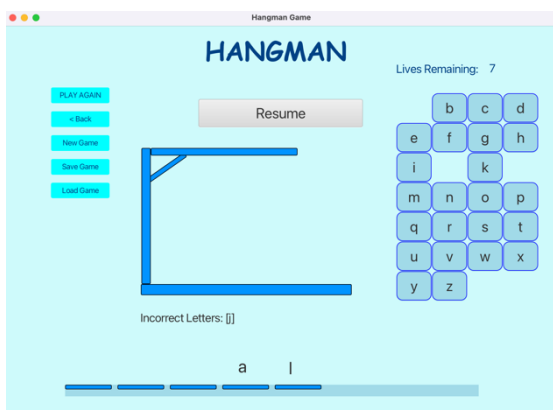 Hangman Game
HANGMAN
Lives Remaining: 7
PLAY AGAIN
< Back
New Game
Save Game
Load Game
Resume
b c d
e f g h
i k
m n o p
q r s t
u v w x
y z
Incorrect Letters: [j]
a l